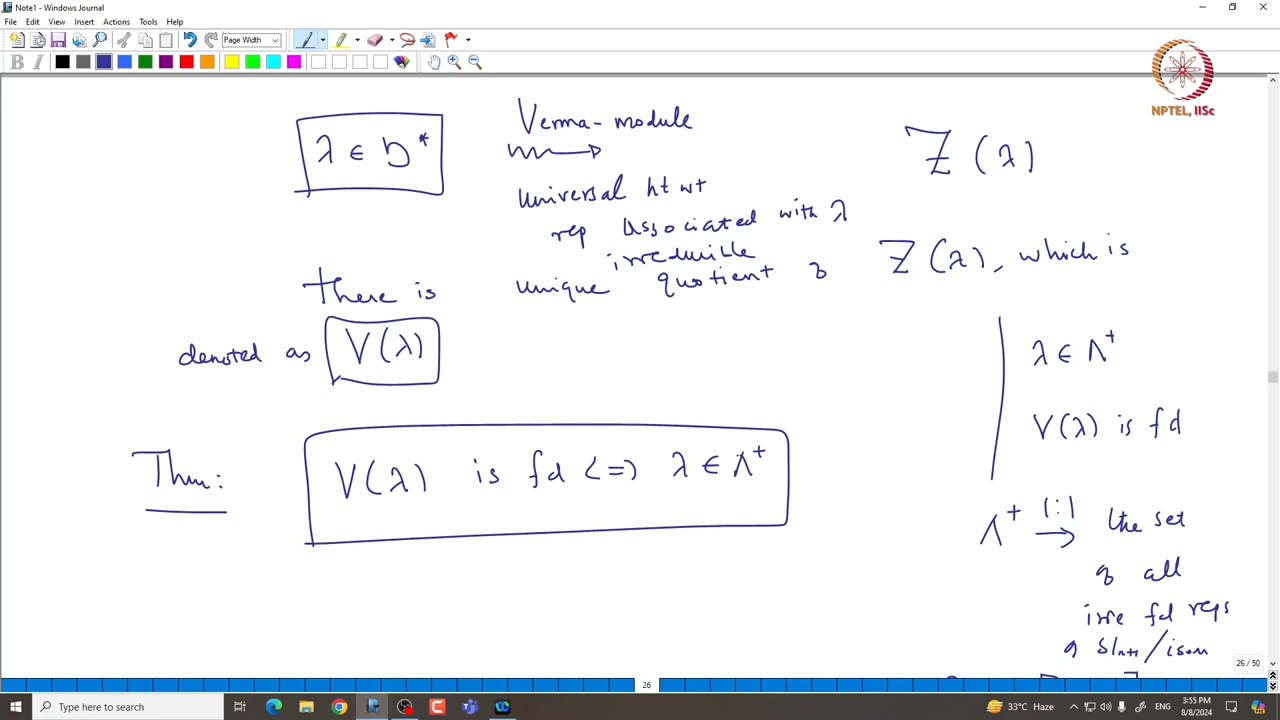 Note1 - Windows Journal
File Edit View Insert Actions Tools Help
Page Width
NPTEL, IISc
λ ∈ 𝔥*
Verma-module
Z(λ)
Universal ht wt
rep associated with λ
There is unique irreducible quotient of Z(λ), which is
denoted as V(λ)
λ ∈ Λ⁺
V(λ) is fd
Thm: V(λ) is fd <=> λ ∈ Λ⁺
Λ⁺ 1:1 → the set
of all
irre fd reps
of sl n+1 / isom
26 / 50
26
Type here to search
33°C Haze
3:55 PM
8/8/2024